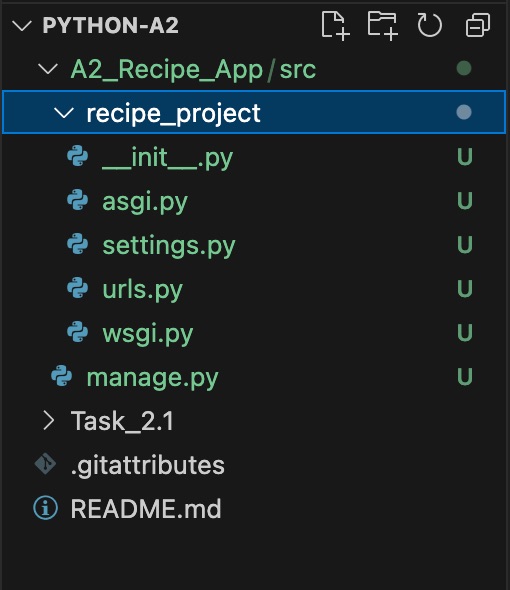 PYTHON-A2
A2_Recipe_App/src
recipe_project
__init__.py U
asgi.py U
settings.py U
urls.py U
wsgi.py U
manage.py U
Task_2.1
.gitattributes
README.md